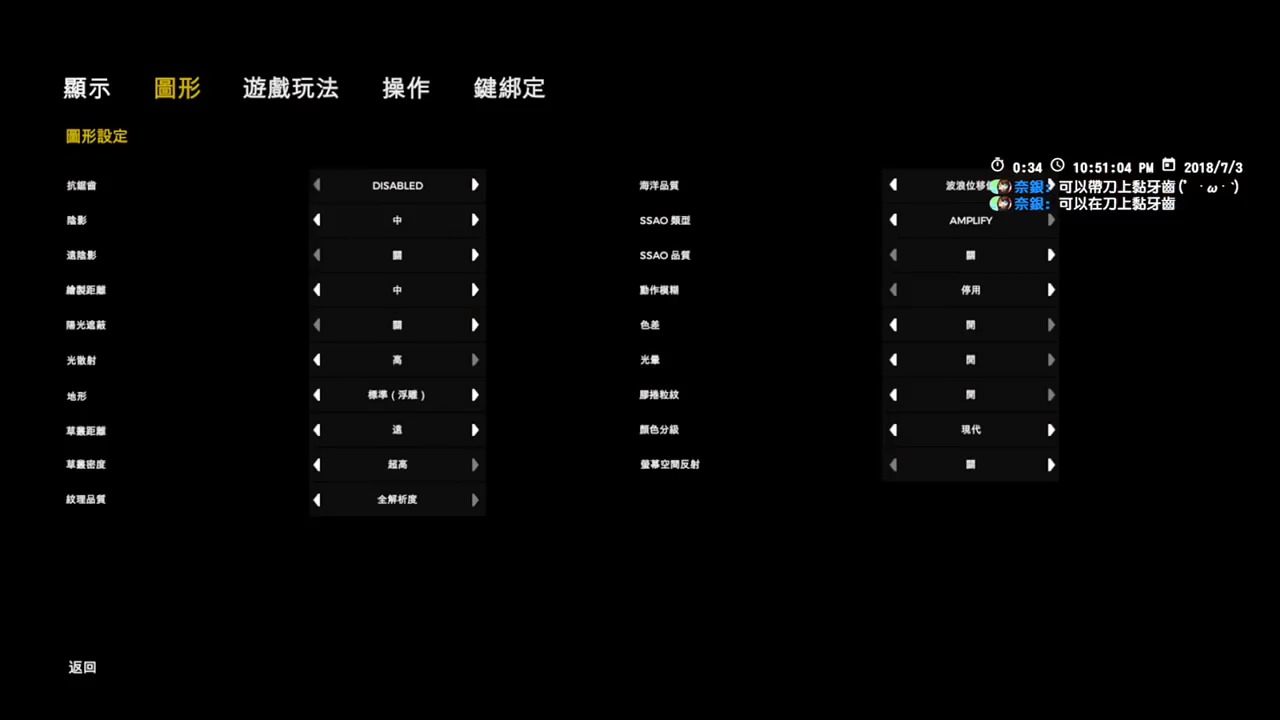 顯示 圖形 遊戲玩法 操作 鍵綁定
圖形設定
0:34 10:51:04 PM 2018/7/3
奈銀: 可以帶刀上黏牙齒(゜・ω・`)
奈銀: 可以在刀上黏牙齒
抗鋸齒 DISABLED
陰影 中
遠陰影 關
繪製距離 中
陽光遮蔽 關
光散射 高
地形 標準 ( 浮雕 )
草叢距離 遠
草叢密度 超高
紋理品質 全解析度
海洋品質 波浪位移
SSAO 類型 AMPLIFY
SSAO 品質 關
動作模糊 停用
色差 開
光暈 開
膠捲粒紋 開
顏色分級 現代
螢幕空間反射 關
返回